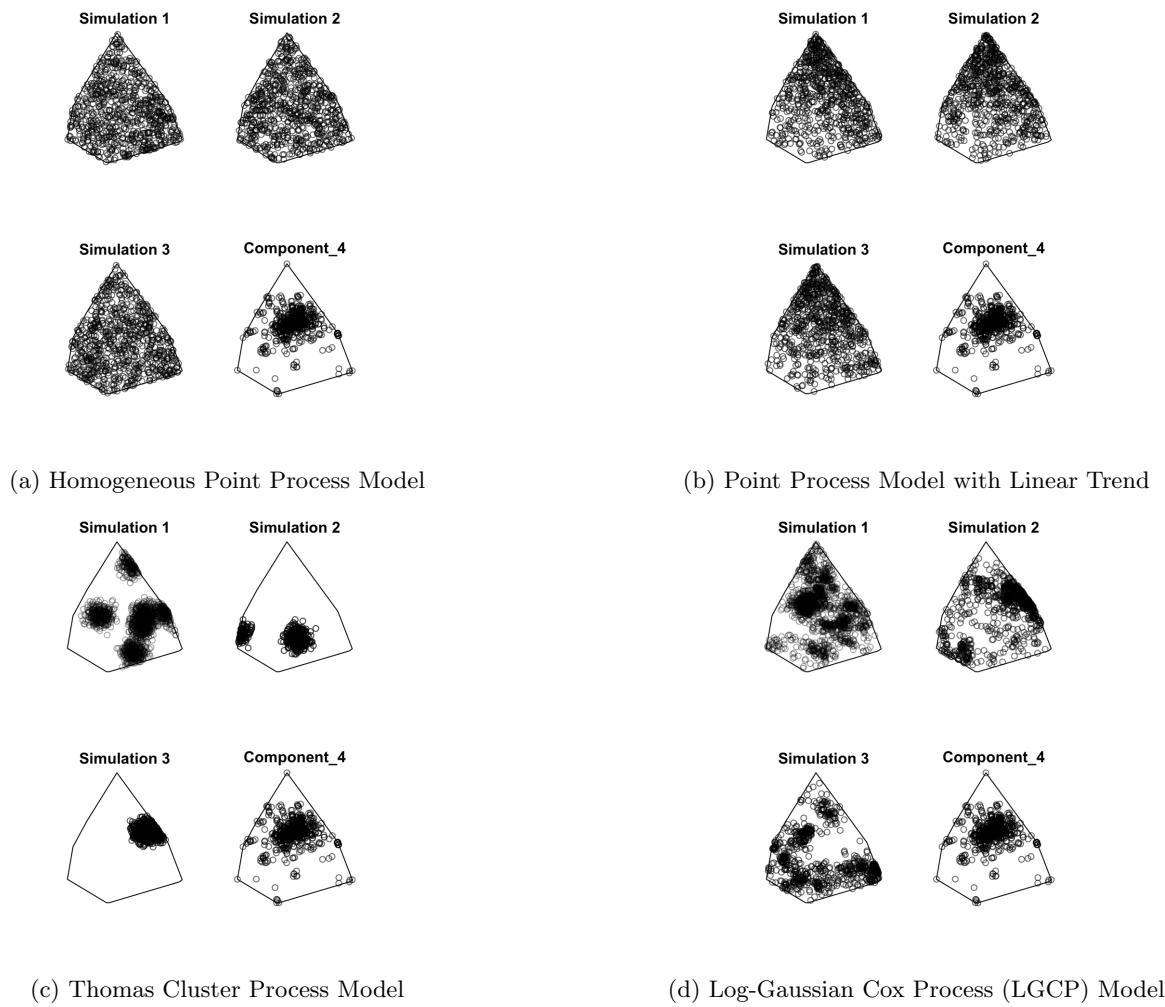 Simulation 1 Simulation 2
Simulation 3 Component_4
(a) Homogeneous Point Process Model
Simulation 1 Simulation 2
Simulation 3 Component_4
(b) Point Process Model with Linear Trend
Simulation 1 Simulation 2
Simulation 3 Component_4
(c) Thomas Cluster Process Model
Simulation 1 Simulation 2
Simulation 3 Component_4
(d) Log-Gaussian Cox Process (LGCP) Model